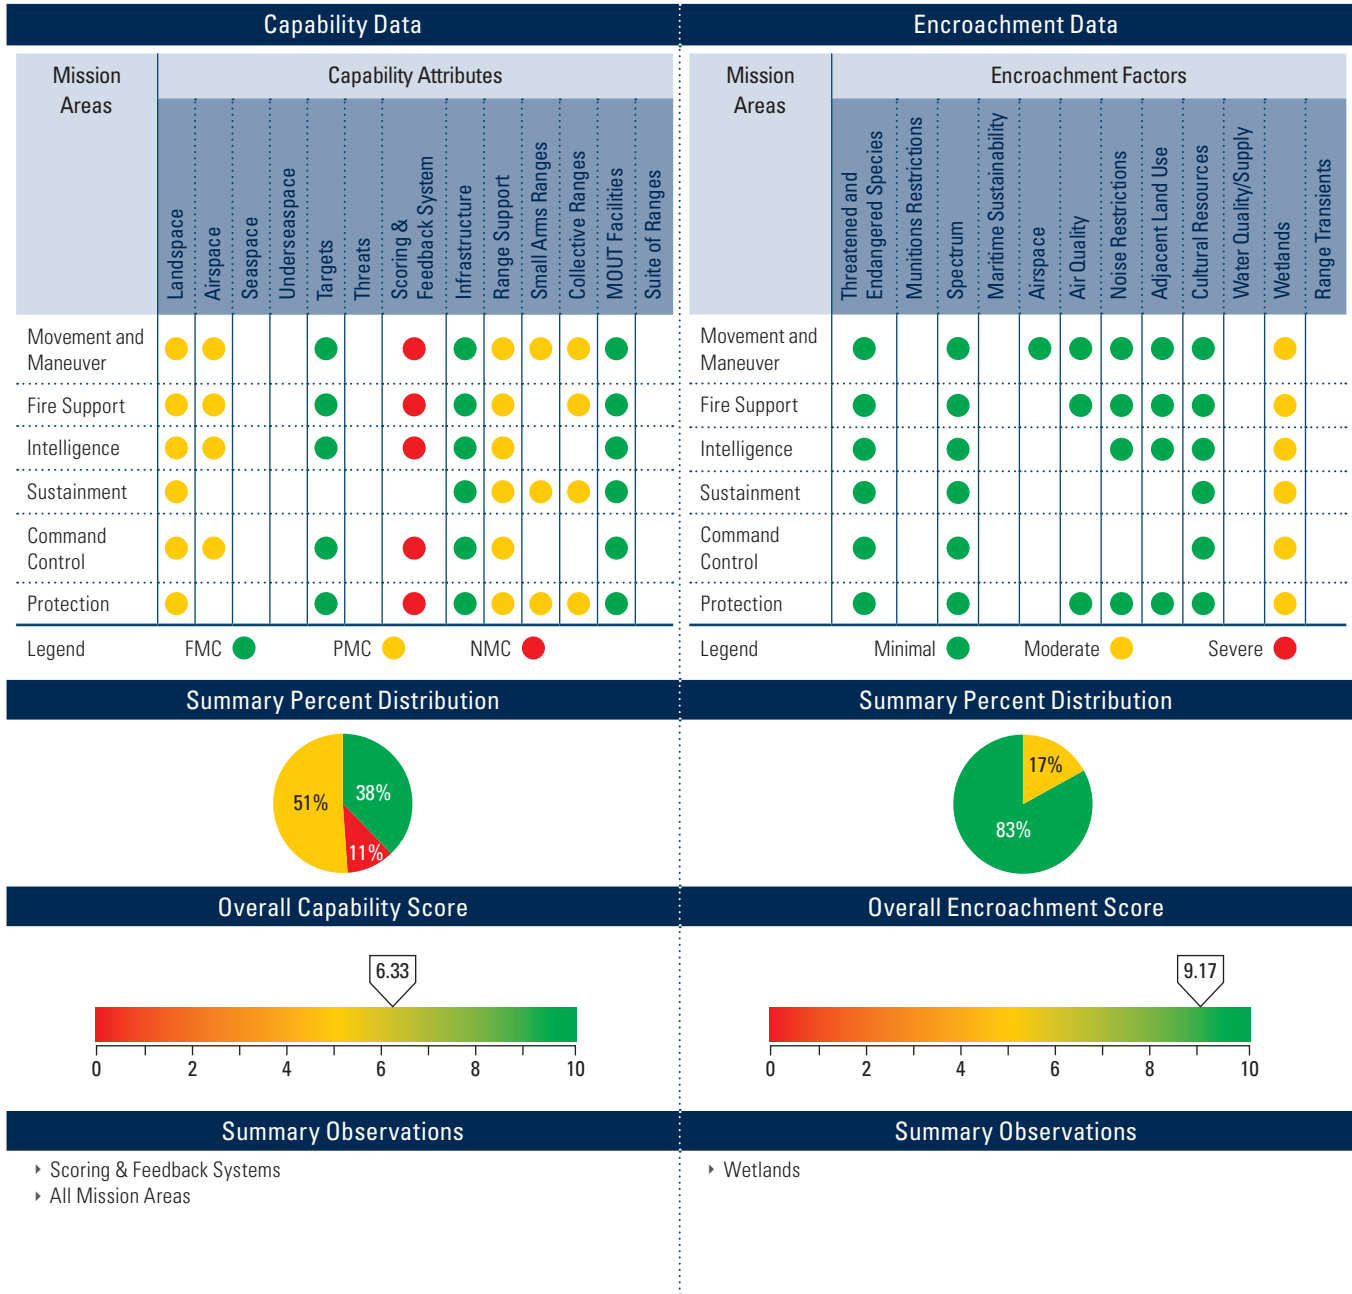 Capability Data
Mission
Areas
Capability Attributes
Landspace
Airspace
Seaspace
Underseaspace
Targets
Threats
Scoring &
Feedback System
Infrastructure
Range Support
Small Arms Ranges
Collective Ranges
MOUT Facilities
Suite of Ranges
Movement and
Maneuver
Fire Support
Intelligence
Sustainment
Command
Control
Protection
Legend
FMC
PMC
NMC
Summary Percent Distribution
51%
38%
11%
Overall Capability Score
6.33
0
2
4
6
8
10
Summary Observations
Scoring & Feedback Systems
All Mission Areas
Encroachment Data
Mission
Areas
Encroachment Factors
Threatened and
Endangered Species
Munitions Restrictions
Spectrum
Maritime Sustainability
Airspace
Air Quality
Noise Restrictions
Adjacent Land Use
Cultural Resources
Water Quality/Supply
Wetlands
Range Transients
Movement and
Maneuver
Fire Support
Intelligence
Sustainment
Command
Control
Protection
Legend
Minimal
Moderate
Severe
Summary Percent Distribution
17%
83%
Overall Encroachment Score
9.17
0
2
4
6
8
10
Summary Observations
Wetlands